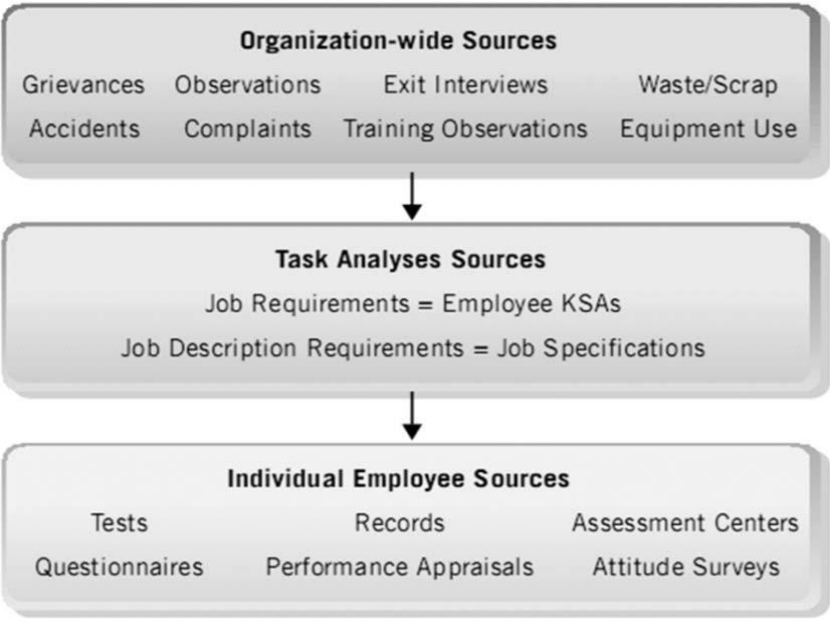 Organization-wide Sources
Grievances Observations Exit Interviews Waste/Scrap
Accidents Complaints Training Observations Equipment Use
Task Analyses Sources
Job Requirements = Employee KSAs
Job Description Requirements = Job Specifications
Individual Employee Sources
Tests Records Assessment Centers
Questionnaires Performance Appraisals Attitude Surveys